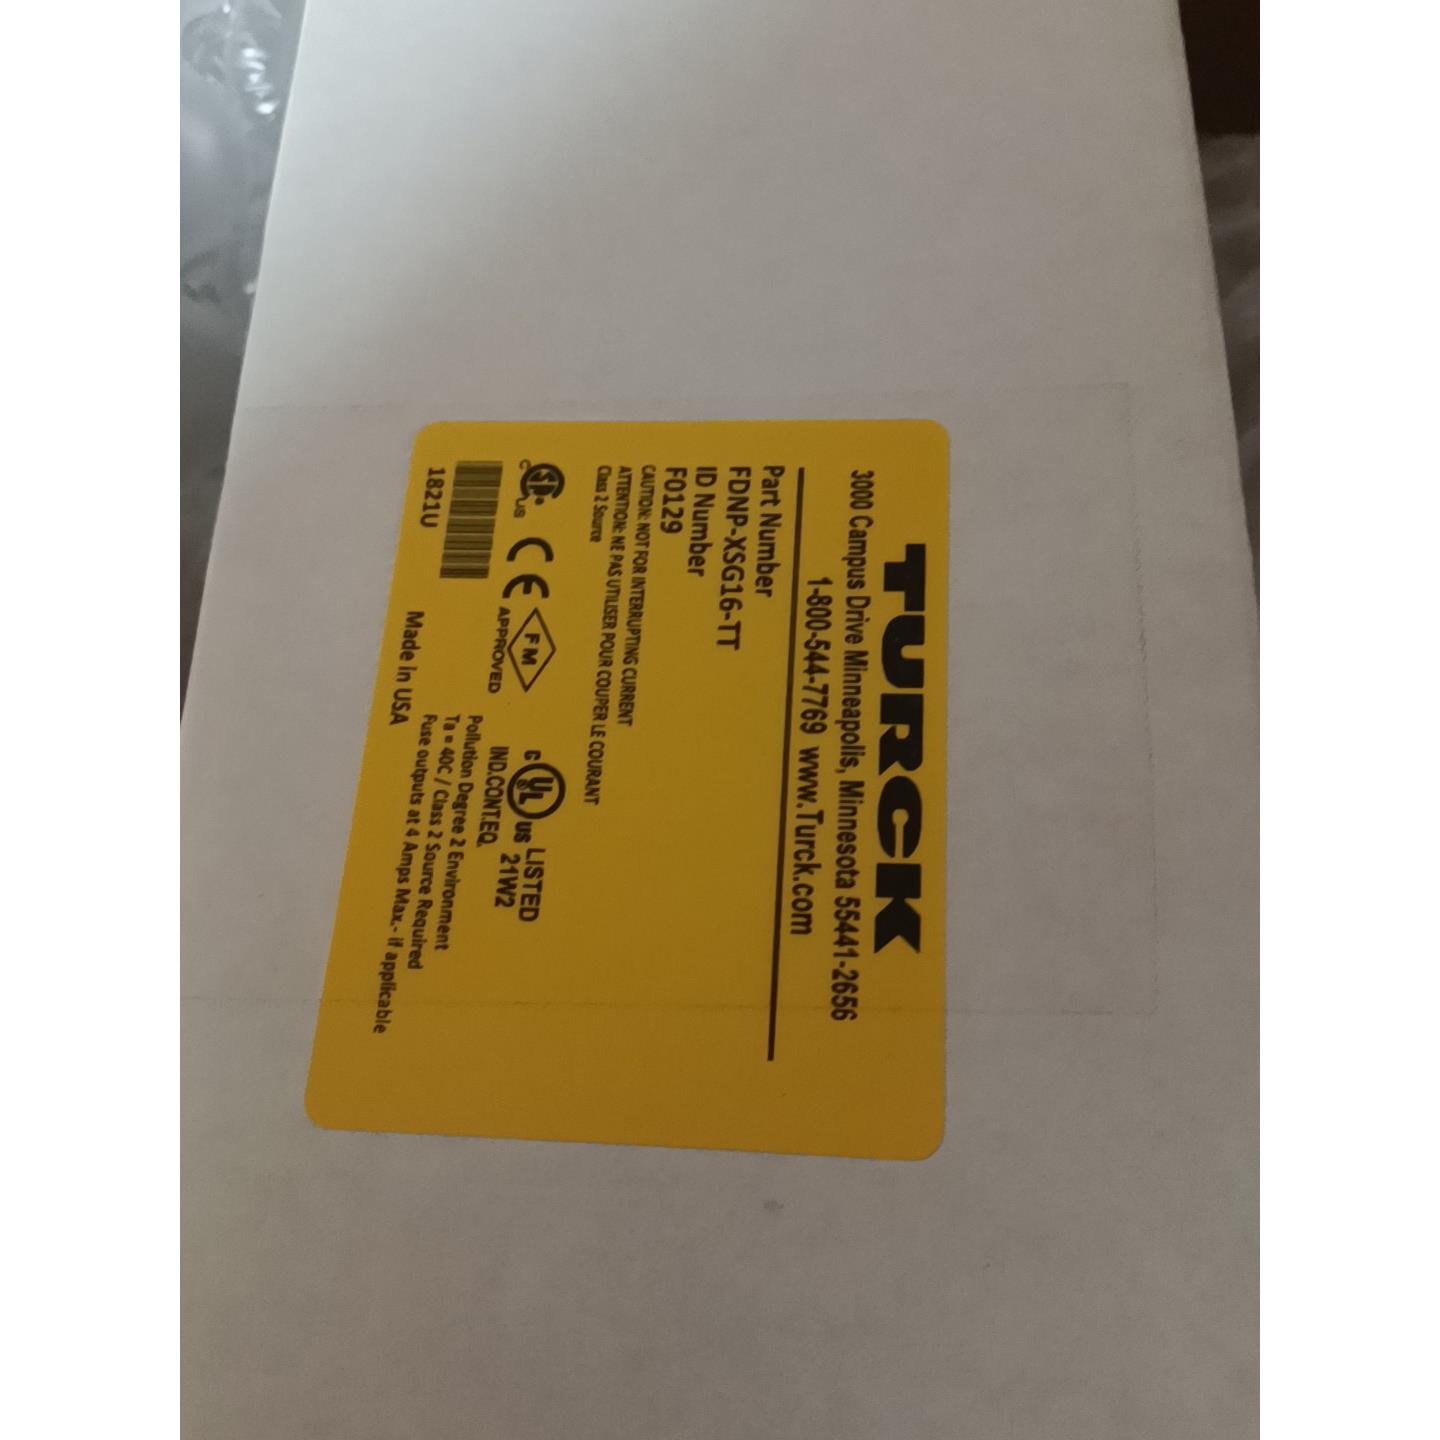 TURCK
3000 Campus Drive Minneapolis, Minnesota 55441-2656
1-800-544-7769 www.Turck.com
Part Number
FDNP-XSG16-TT
ID Number
F0129
CAUTION: NOT FOR INTERRUPTING CURRENT
ATTENTION: NE PAS UTILISER POUR COUPER LE COURANT
Class 2 Source
C SP® US
CE
FM
APPROVED
C UL US LISTED
IND.CONT.EQ. 21W2
1821U
Made in USA
Pollution Degree 2 Environment
Ta = 40C / Class 2 Source Required
Fuse outputs at 4 Amps Max.- if applicable